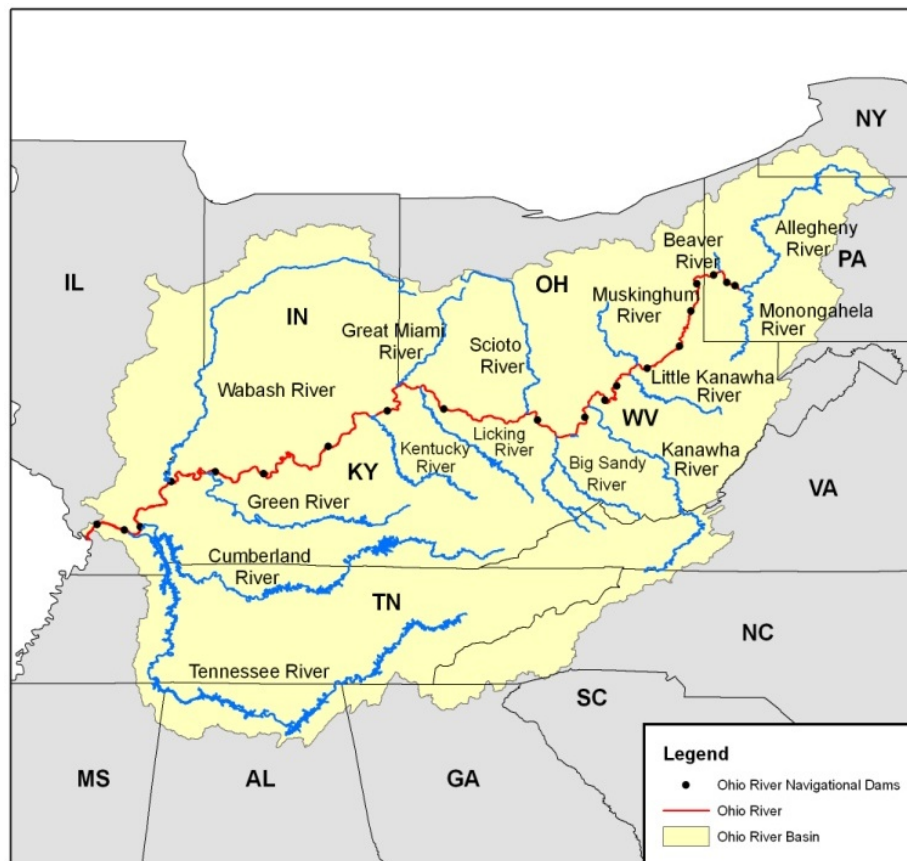 NY
Allegheny
River
PA
Beaver
River
IL
OH
Muskinghum
River
Monongahela
River
IN
Great Miami
River
Scioto
River
Wabash River
Little Kanawha
River
WV
Licking
River
Kentucky
River
KY
Kanawha
River
Big Sandy
River
VA
Green River
Cumberland
River
TN
NC
Tennessee River
SC
MS
AL
GA
Legend
Ohio River Navigational Dams
Ohio River
Ohio River Basin